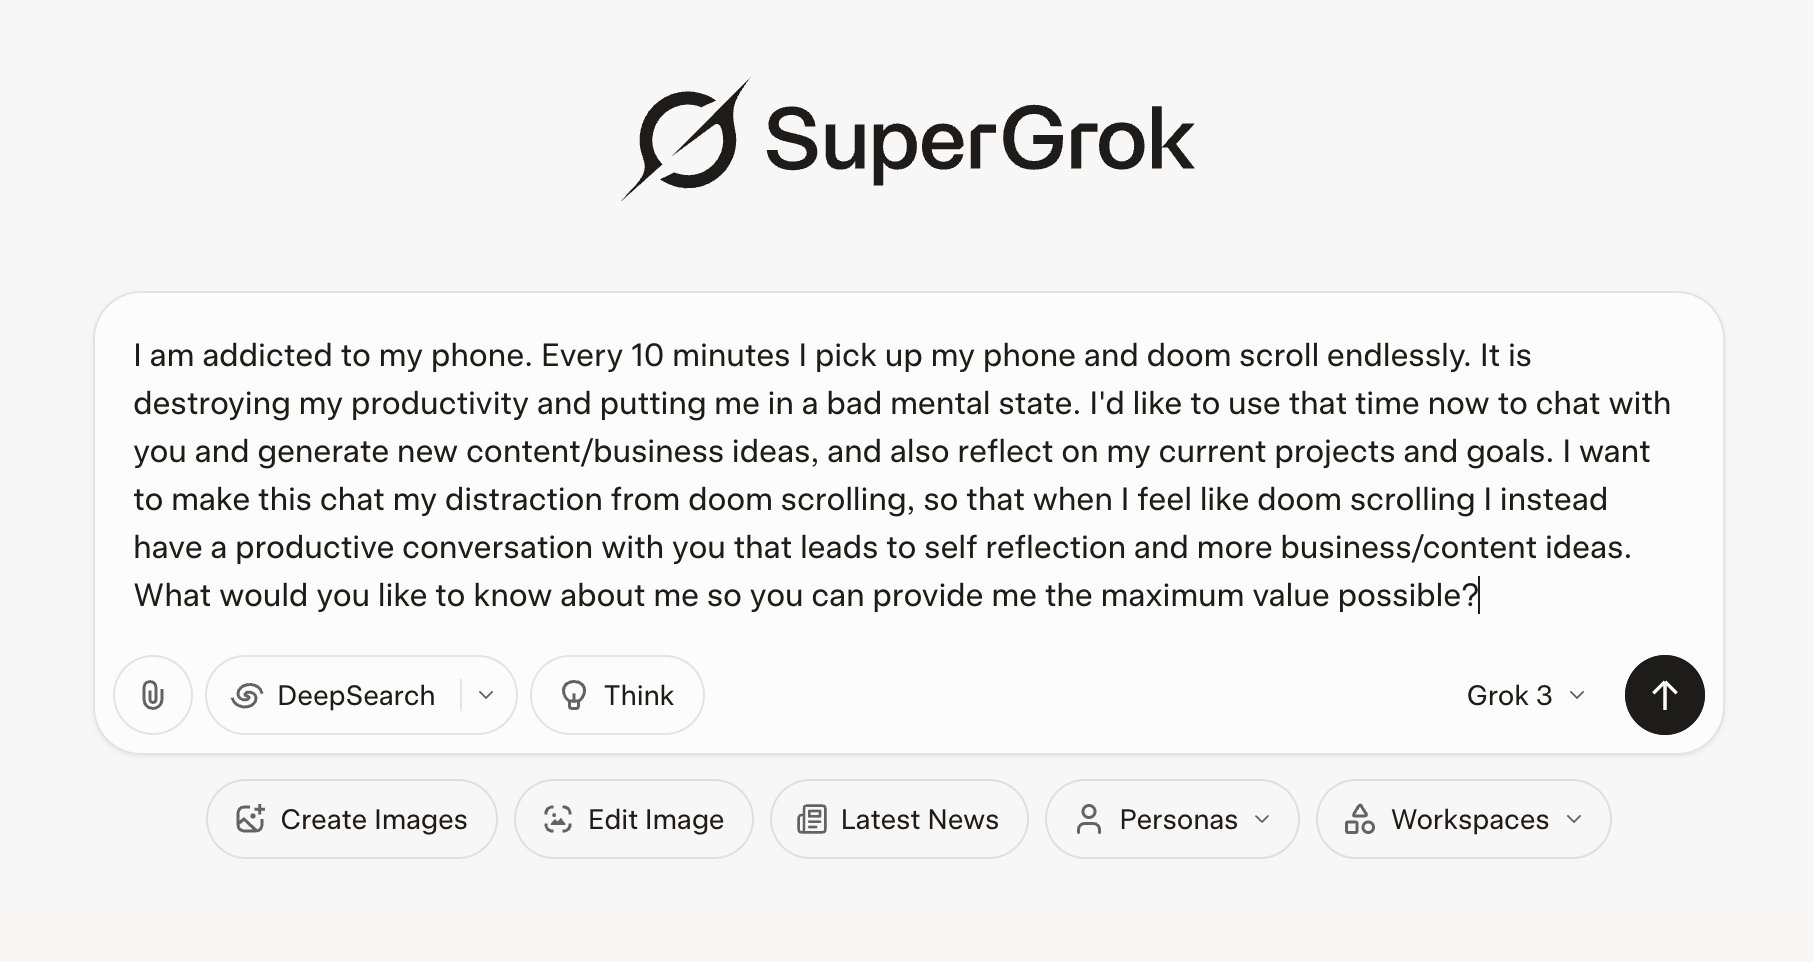 SuperGrok
I am addicted to my phone. Every 10 minutes I pick up my phone and doom scroll endlessly. It is
destroying my productivity and putting me in a bad mental state. I'd like to use that time now to chat with
you and generate new content/business ideas, and also reflect on my current projects and goals. I want
to make this chat my distraction from doom scrolling, so that when I feel like doom scrolling I instead
have a productive conversation with you that leads to self reflection and more business/content ideas.
What would you like to know about me so you can provide me the maximum value possible?
DeepSearch
Think
Grok 3
Create Images
Edit Image
Latest News
Personas
Workspaces